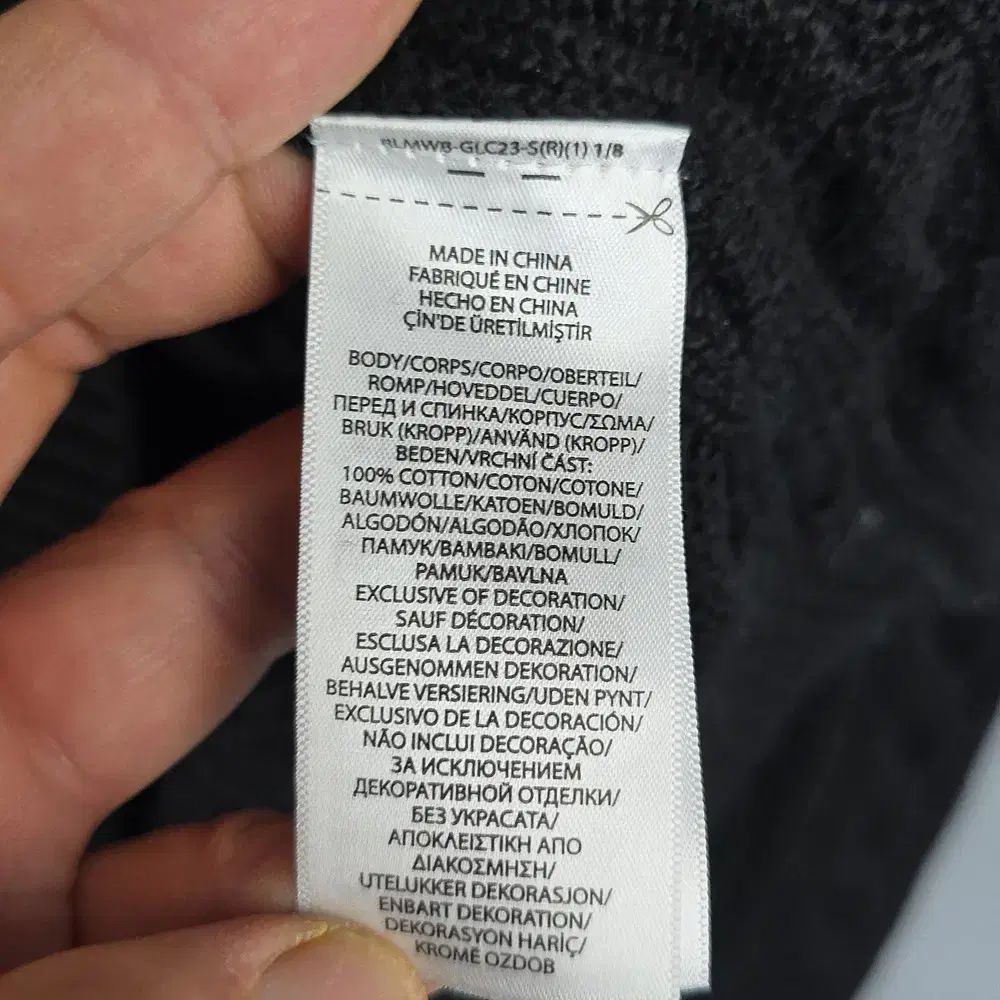 RLMWB-GLC23-S(R)(1) 1/8
MADE IN CHINA
FABRIQUÉ EN CHINE
HECHO EN CHINA
ÇİN'DE ÜRETİLMİŞTİR
BODY/CORPS/CORPO/OBERTEIL/
ROMP/HOVEDDEL/CUERPO/
ПЕРЕД И СПИНКА/КОРПУС/ΣΩΜΑ/
BRUK (KROPP)/ANVÄND (KROPP)/
BEDEN/VRCHNÍ ČÁST:
100% COTTON/COTON/COTONE/
BAUMWOLLE/KATOEN/BOMULD/
ALGODÓN/ALGODÃO/ХЛОПОК/
ПАМУК/ΒΑΜΒΑΚΙ/BOMULL/
PAMUK/BAVLNA
EXCLUSIVE OF DECORATION/
SAUF DÉCORATION/
ESCLUSA LA DECORAZIONE/
AUSGENOMMEN DEKORATION/
BEHALVE VERSIERING/UDEN PYNT/
EXCLUSIVO DE LA DECORACIÓN/
NÃO INCLUI DECORAÇÃO/
ЗА ИСКЛЮЧЕНИЕМ
ДЕКОРАТИВНОЙ ОТДЕЛКИ/
БЕЗ УКРАСАТА/
ΑΠΟΚΛΕΙΣΤΙΚΗ ΑΠΟ
ΔΙΑΚΟΣΜΗΣΗ/
UTELUKKER DEKORASJON/
ENBART DEKORATION/
DEKORASYON HARİÇ/
KROMĚ OZDOB